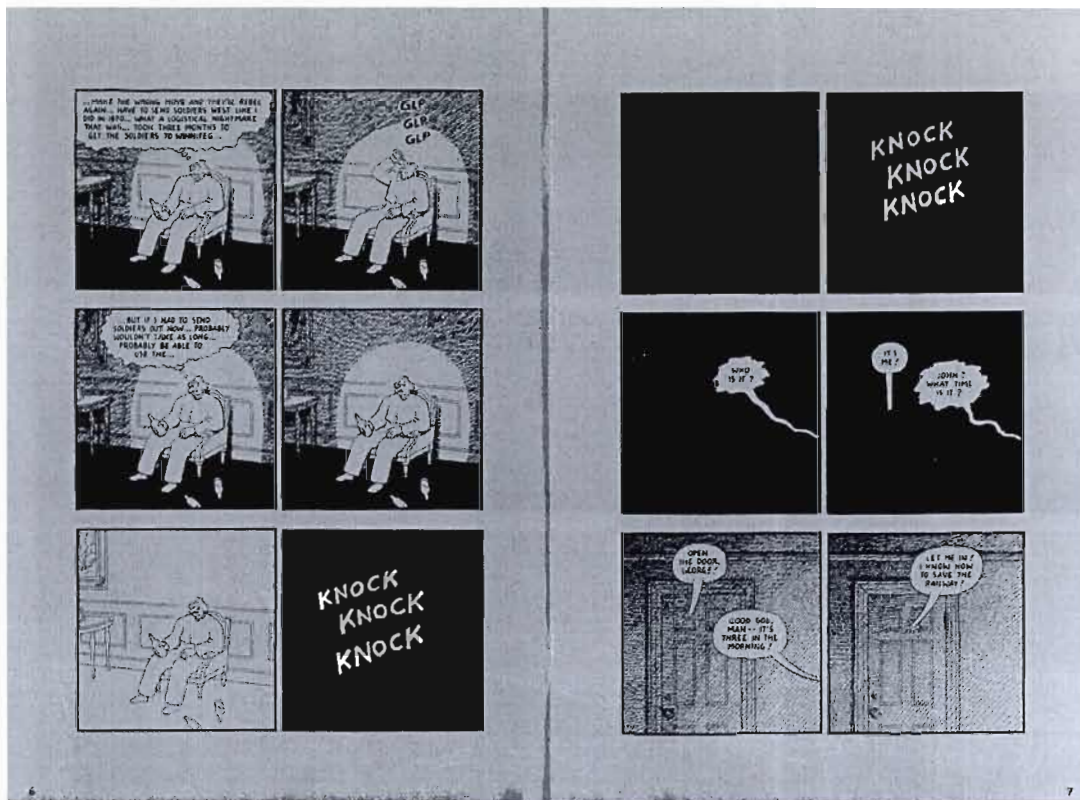 ...MAKE THE WRONG MOVE AND THEY'LL REBEL
AGAIN... HAVE TO SEND SOLDIERS WEST LIKE I
DID IN 1870... WHAT A LOGISTICAL NIGHTMARE
THAT WAS... TOOK THREE MONTHS TO
GET THE SOLDIERS TO WINNIPEG...
GLP
GLP
GLP
...BUT IF I HAD TO SEND
SOLDIERS OUT NOW... PROBABLY
WOULDN'T TAKE AS LONG...
PROBABLY BE ABLE TO
USE THE...
KNOCK
KNOCK
KNOCK
6
KNOCK
KNOCK
KNOCK
WHO
IS IT?
IT'S
ME!
JOHN?
WHAT TIME
IS IT?
OPEN
THE DOOR,
GEORGE!
GOOD GOD,
MAN -- IT'S
THREE IN THE
MORNING!
LET ME IN!
I KNOW HOW
TO SAVE THE
RAILWAY!
7